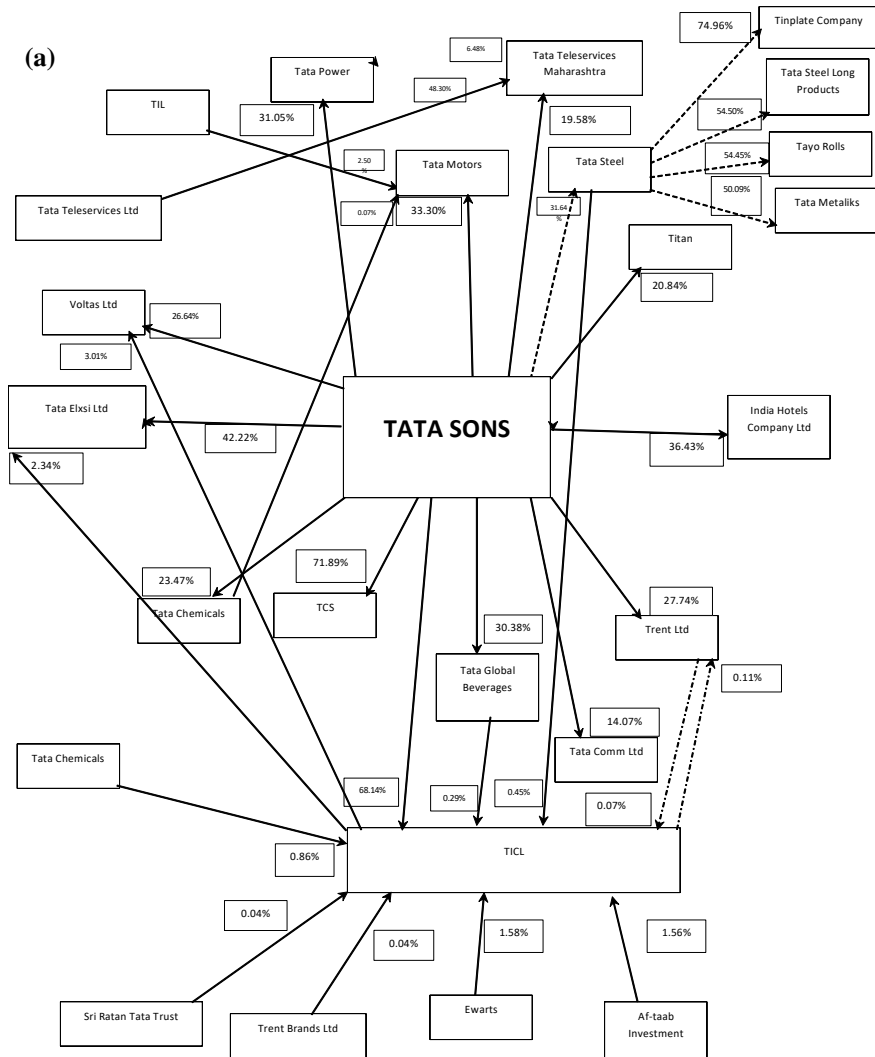 (a)
74.96%
Tinplate Company
6.48%
Tata Teleservices
Maharashtra
Tata Power
Tata Steel Long
Products
48.30%
TIL
31.05%
19.58%
54.50%
2.50
%
Tata Motors
Tata Steel
54.45%
Tayo Rolls
50.09%
Tata Metaliks
Tata Teleservices Ltd
0.07%
33.30%
31.64
%
Titan
20.84%
Voltas Ltd
26.64%
3.01%
Tata Elxsi Ltd
TATA SONS
India Hotels
Company Ltd
42.22%
36.43%
2.34%
71.89%
23.47%
27.74%
Tata Chemicals
TCS
Trent Ltd
30.38%
Tata Global
Beverages
0.11%
14.07%
Tata Comm Ltd
Tata Chemicals
68.14%
0.29%
0.45%
0.07%
TICL
0.86%
0.04%
0.04%
1.58%
1.56%
Sri Ratan Tata Trust
Trent Brands Ltd
Ewarts
Af-taab
Investment